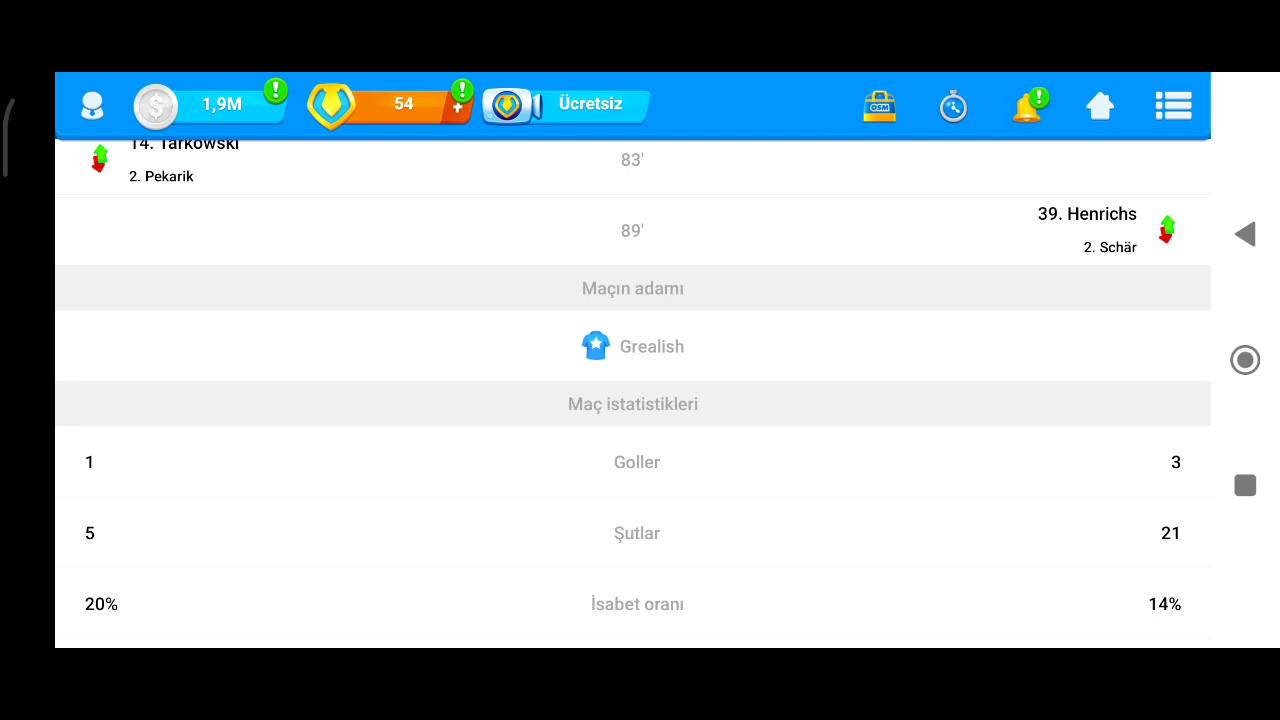 1,9M
54
+
Ücretsiz
OSM
14. Tarkowski
83'
2. Pekarik
39. Henrichs
89'
2. Schär
Maçın adamı
Grealish
Maç istatistikleri
1 Goller 3
5 Şutlar 21
20% İsabet oranı 14%